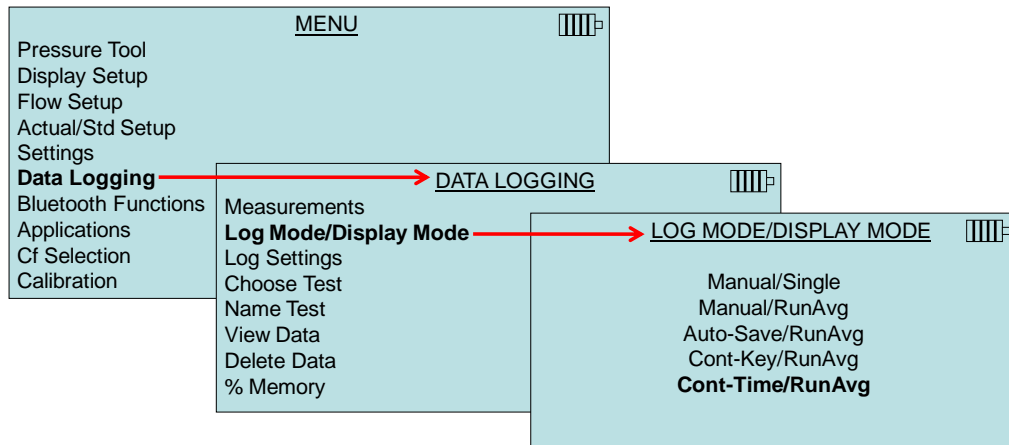 MENU
Pressure Tool
Display Setup
Flow Setup
Actual/Std Setup
Settings
Data Logging
Bluetooth Functions
Applications
Cf Selection
Calibration
DATA LOGGING
Measurements
Log Mode/Display Mode
Log Settings
Choose Test
Name Test
View Data
Delete Data
% Memory
LOG MODE/DISPLAY MODE
Manual/Single
Manual/RunAvg
Auto-Save/RunAvg
Cont-Key/RunAvg
Cont-Time/RunAvg